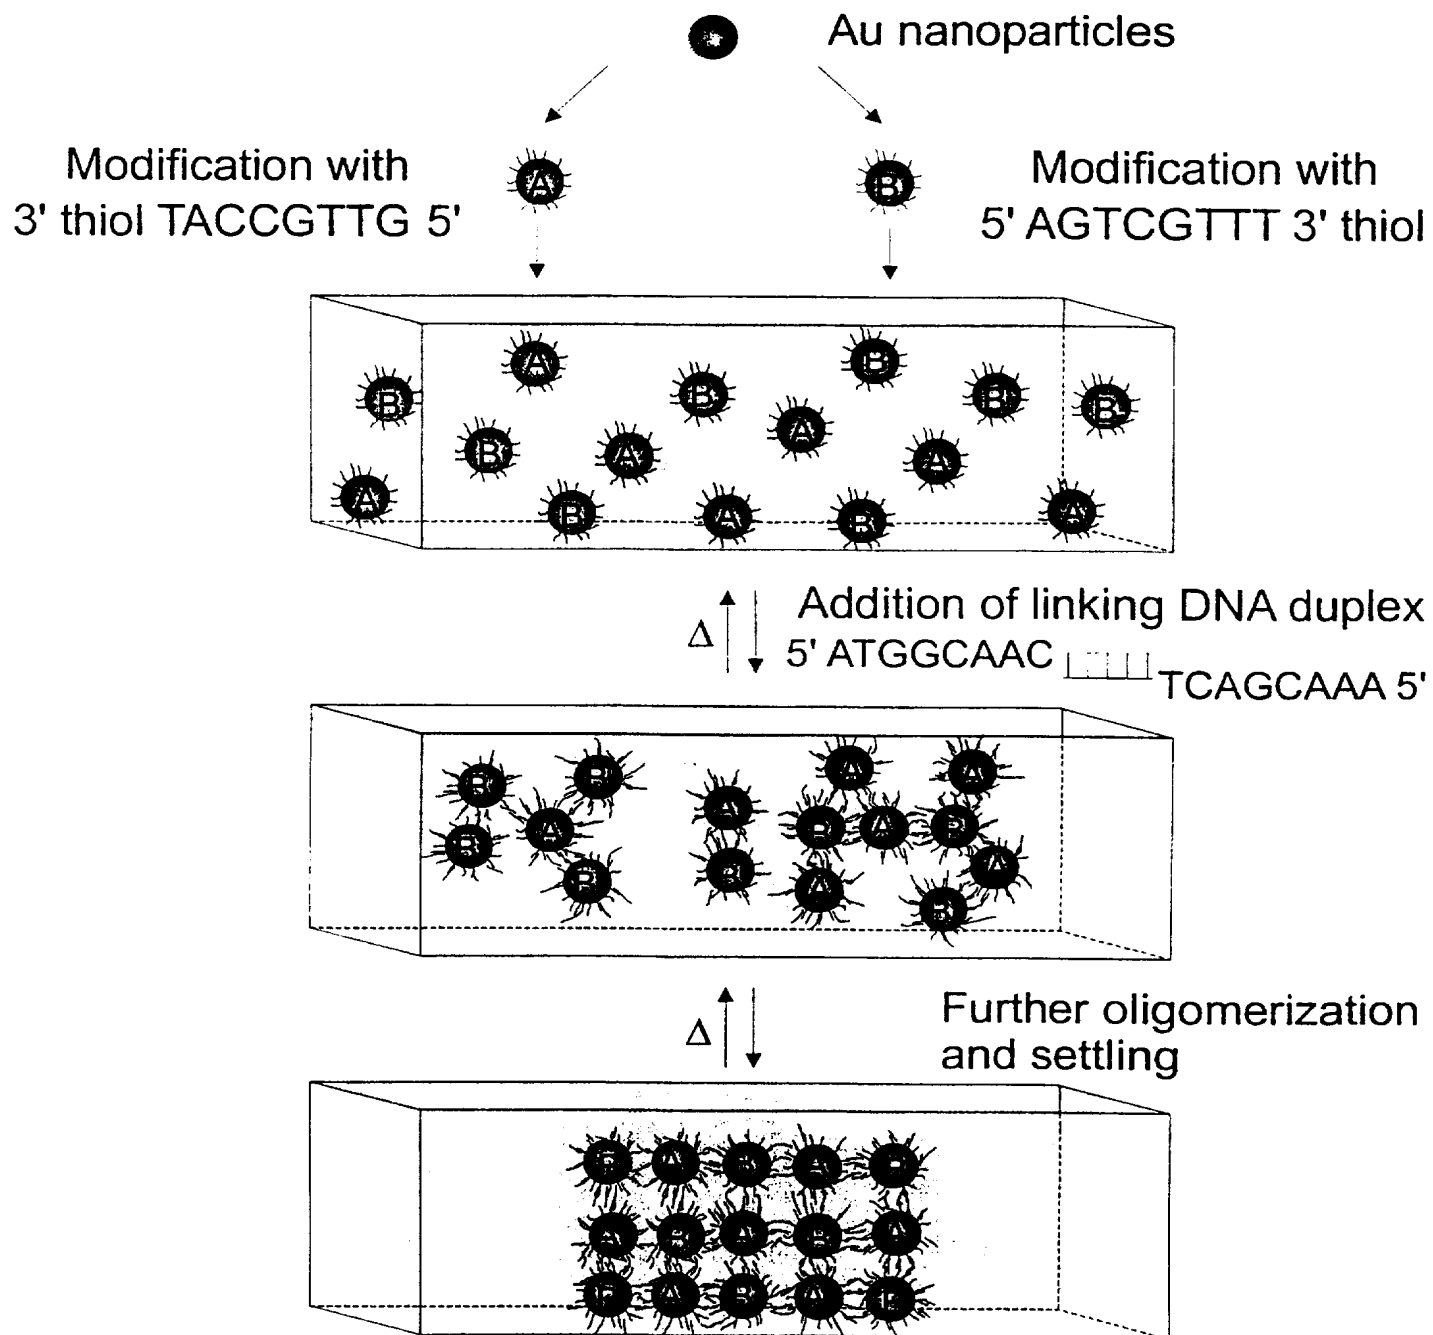 Au nanoparticles
Modification with
3' thiol TACCGTTG 5'
A
B
Modification with
5' AGTCGTTT 3' thiol
A
B
B
B
B
B
A
B
A
A
A
B
A
B
A
Δ
Addition of linking DNA duplex
5' ATGGCAAC
TCAGCAAA 5'
A
A
B
B
A
B
A
B
A
B
B
A
B
A
B
Δ
Further oligomerization
and settling
B A B A B
A B A B A
B A B A B